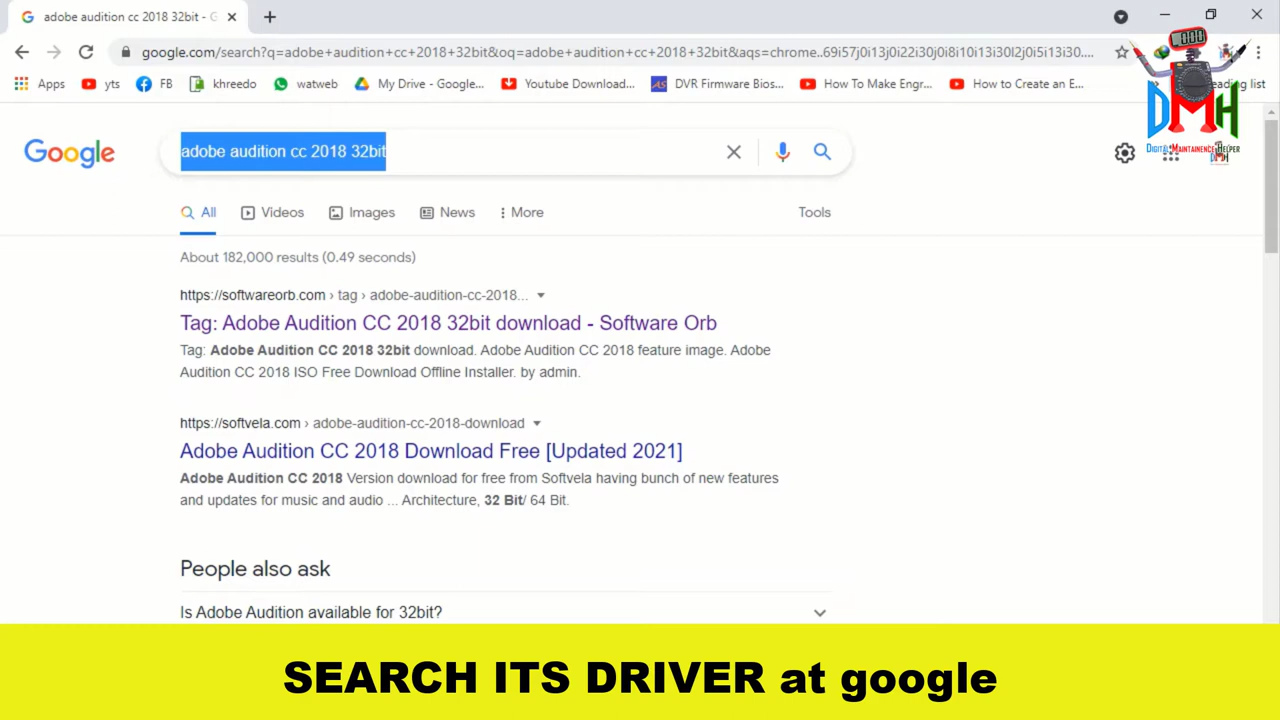 adobe audition cc 2018 32bit - G
google.com/search?q=adobe+audition+cc+2018+32bit&oq=adobe+audition+cc+2018+32bit&aqs=chrome..69i57j0i13j0i22i30j0i8i10i13i30l2j0i5i13i30....
Apps yts FB khreedo watweb My Drive - Google... Youtube Download... DVR Firmware Bios... How To Make Engr... How to Create an E... eading list
0.00
DMH
DIGITAL MAINTAINENCE HELPER
DMH
Google
adobe audition cc 2018 32bit
All Videos Images News More Tools
About 182,000 results (0.49 seconds)
https://softwareorb.com › tag › adobe-audition-cc-2018...
Tag: Adobe Audition CC 2018 32bit download - Software Orb
Tag: Adobe Audition CC 2018 32bit download. Adobe Audition CC 2018 feature image. Adobe
Audition CC 2018 ISO Free Download Offline Installer. by admin.
https://softvela.com › adobe-audition-cc-2018-download
Adobe Audition CC 2018 Download Free [Updated 2021]
Adobe Audition CC 2018 Version download for free from Softvela having bunch of new features
and updates for music and audio ... Architecture, 32 Bit/ 64 Bit.
People also ask
Is Adobe Audition available for 32bit?
SEARCH ITS DRIVER at google